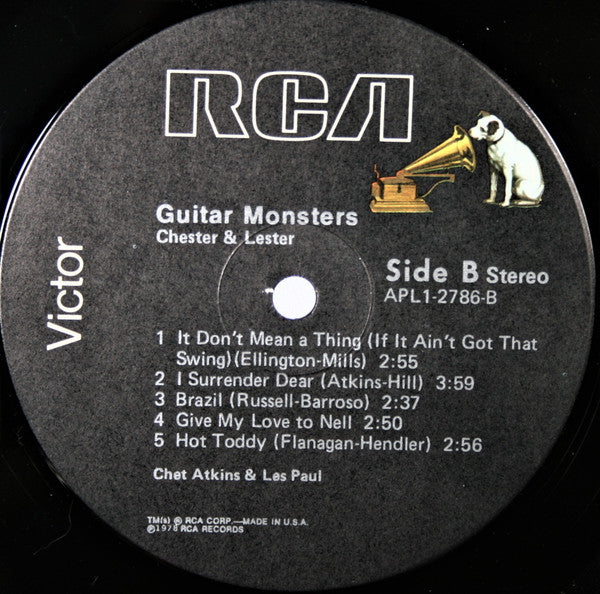 RCA
Victor
Guitar Monsters
Chester & Lester
Side B Stereo
APL1-2786-B
1 It Don't Mean a Thing (If It Ain't Got That
Swing) (Ellington-Mills) 2:55
2 I Surrender Dear (Atkins-Hill) 3:59
3 Brazil (Russell-Barroso) 2:37
4 Give My Love to Nell 2:50
5 Hot Toddy (Flanagan-Hendler) 2:56
Chet Atkins & Les Paul
TM(s) ® RCA CORP.—MADE IN U.S.A.
℗1978 RCA RECORDS